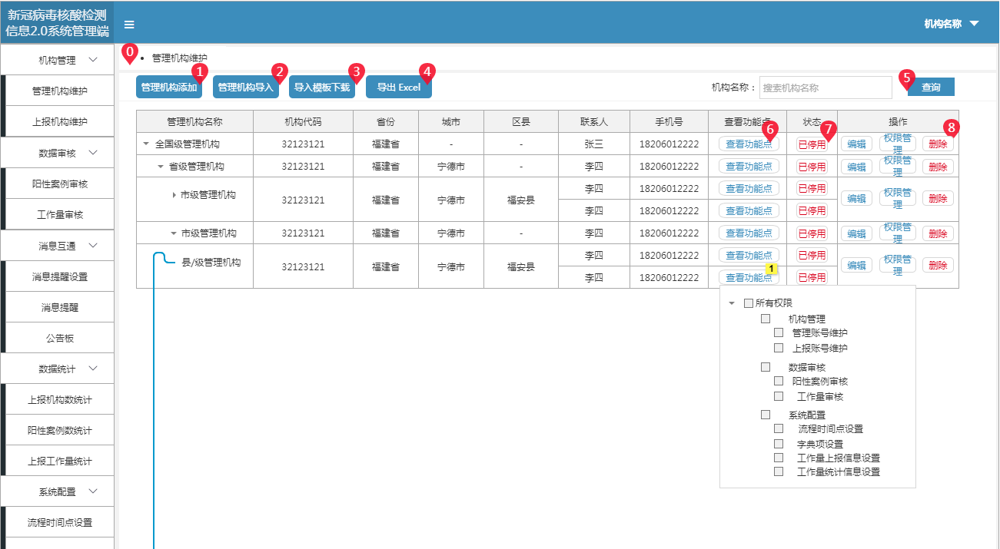 新冠病毒核酸检测
信息2.0系统管理端
机构名称
机构管理
管理机构维护
上报机构维护
数据审核
阳性案例审核
工作量审核
消息互通
消息提醒设置
消息提醒
公告板
数据统计
上报机构数统计
阳性案例数统计
上报工作量统计
系统配置
流程时间点设置
0
管理机构维护
1 2 3 4 5
管理机构添加 管理机构导入 导入模板下载 导出 Excel 机构名称： 搜索机构名称 查询
管理机构名称 机构代码 省份 城市 区县 联系人 手机号 查看功能点 状态 操作
6 7 8
全国级管理机构 32123121 福建省 - - 张三 18206012222 查看功能点 已停用 编辑 权限管理 删除
省级管理机构 32123121 福建省 宁德市 - 李四 18206012222 查看功能点 已停用 编辑 权限管理 删除
市级管理机构 32123121 福建省 宁德市 福安县 李四 18206012222 查看功能点 已停用 编辑 权限管理 删除
李四 18206012222 查看功能点 已停用
市级管理机构 32123121 福建省 宁德市 - 李四 18206012222 查看功能点 已停用 编辑 权限管理 删除
县/级管理机构 32123121 福建省 宁德市 福安县 李四 18206012222 查看功能点 已停用 编辑 权限管理 删除
李四 18206012222 查看功能点 1 已停用
所有权限
机构管理
管理账号维护
上报账号维护
数据审核
阳性案例审核
工作量审核
系统配置
流程时间点设置
字典项设置
工作量上报信息设置
工作量统计信息设置